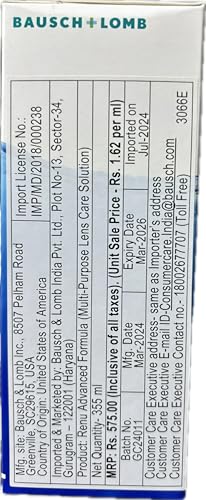 BAUSCH + LOMB
Import License No.:
IMP/MD/2018/000238
3066E
Mfg. site: Bausch & Lomb Inc., 8507 Pelham Road
Greenville, SC29615, USA
Country of Origin: United States of America
Imported & Marketed by: Bausch & Lomb India Pvt. Ltd., Plot No-13, Sector-34,
Gurugram – 122001 (Haryana)
Product: Renu Advanced Formula (Multi-Purpose Lens Care Solution)
Net Quantity- 355 ml
MRP: Rs. 575.00 (inclusive of all taxes). (Unit Sale Price - Rs. 1.62 per ml)
Batch No. Mfg. Date Expiry Date Imported on
GC24011 Mar-2024 Mar-2026 Jul-2024
Customer Care Executive address- same as Importer's address
Customer Care Executive E-mail ID-Consumercare.India@bausch.com
Customer Care Executive Contact no.- 18002677707 (Toll Free)